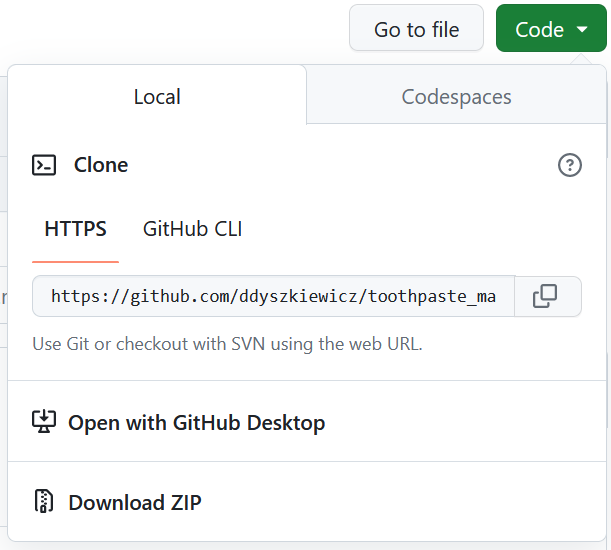 Go to file
Code
Local
Codespaces
Clone
HTTPS
GitHub CLI
https://github.com/ddyszkiewicz/toothpaste_ma
Use Git or checkout with SVN using the web URL.
Open with GitHub Desktop
Download ZIP